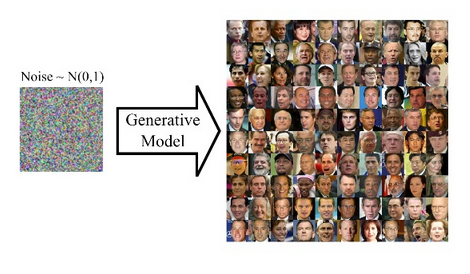 Noise ~ N(0,1)
Generative
Model